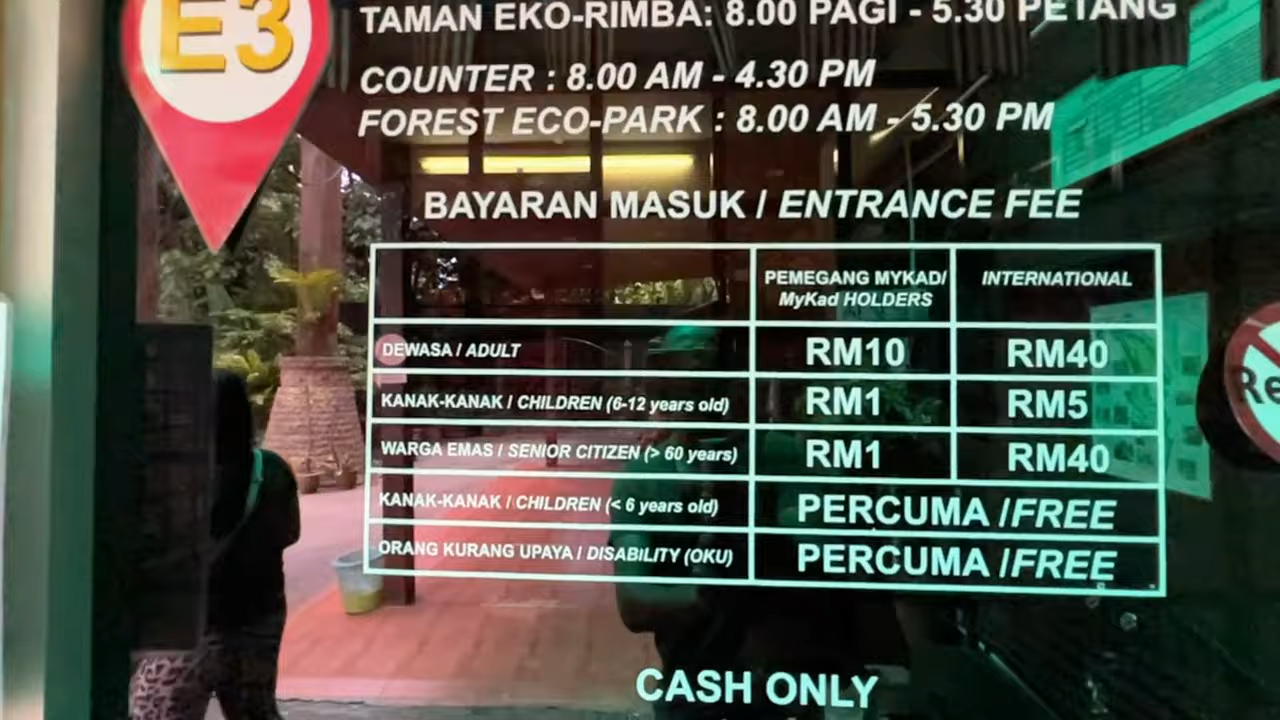 E3
TAMAN EKO-RIMBA: 8.00 PAGI - 5.30 PETANG
COUNTER : 8.00 AM - 4.30 PM
FOREST ECO-PARK : 8.00 AM - 5.30 PM
BAYARAN MASUK / ENTRANCE FEE
PEMEGANG MYKAD/ INTERNATIONAL
MyKad HOLDERS
DEWASA / ADULT RM10 RM40
KANAK-KANAK / CHILDREN (6-12 years old) RM1 RM5
WARGA EMAS / SENIOR CITIZEN (> 60 years) RM1 RM40
KANAK-KANAK / CHILDREN (< 6 years old) PERCUMA /FREE
ORANG KURANG UPAYA / DISABILITY (OKU) PERCUMA /FREE
CASH ONLY